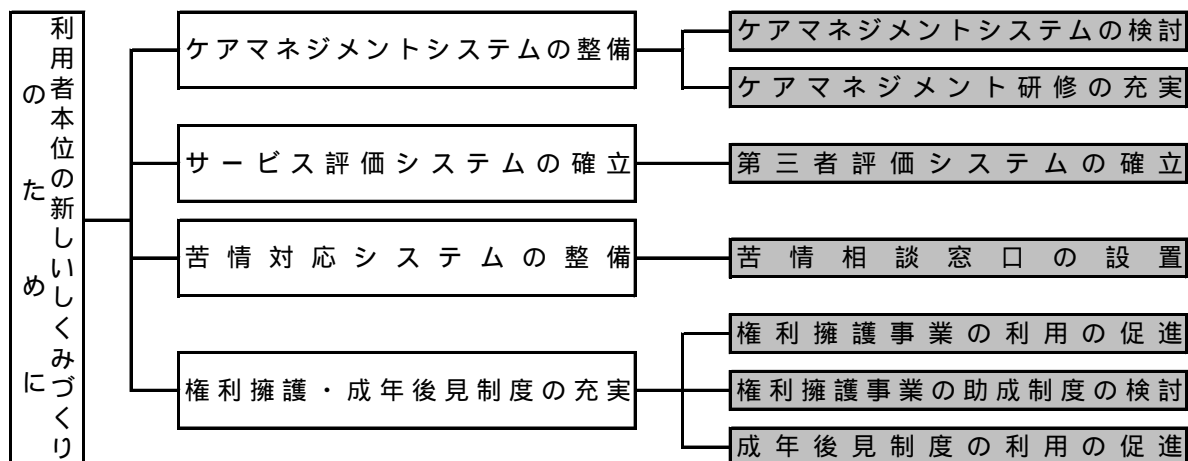 利用者本位の新しいしくみづくり
のために
ケアマネジメントシステムの整備
ケアマネジメントシステムの検討
ケアマネジメント研修の充実
サービス評価システムの確立
第三者評価システムの確立
苦情対応システムの整備
苦情相談窓口の設置
権利擁護・成年後見制度の充実
権利擁護事業の利用の促進
権利擁護事業の助成制度の検討
成年後見制度の利用の促進